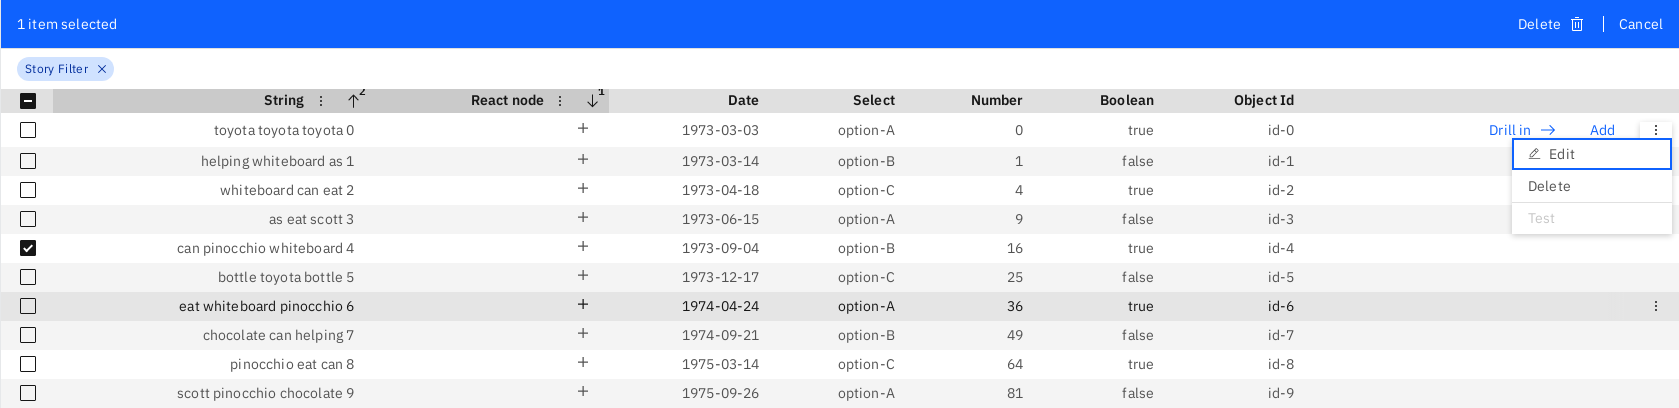 1 item selected Delete Cancel
Story Filter
String 2 React node 1 Date Select Number Boolean Object Id
toyota toyota toyota 0 1973-03-03 option-A 0 true id-0 Drill in Add
Edit
helping whiteboard as 1 1973-03-14 option-B 1 false id-1
whiteboard can eat 2 1973-04-18 option-C 4 true id-2
Delete
as eat scott 3 1973-06-15 option-A 9 false id-3
Test
can pinocchio whiteboard 4 1973-09-04 option-B 16 true id-4
bottle toyota bottle 5 1973-12-17 option-C 25 false id-5
eat whiteboard pinocchio 6 1974-04-24 option-A 36 true id-6
chocolate can helping 7 1974-09-21 option-B 49 false id-7
pinocchio eat can 8 1975-03-14 option-C 64 true id-8
scott pinocchio chocolate 9 1975-09-26 option-A 81 false id-9